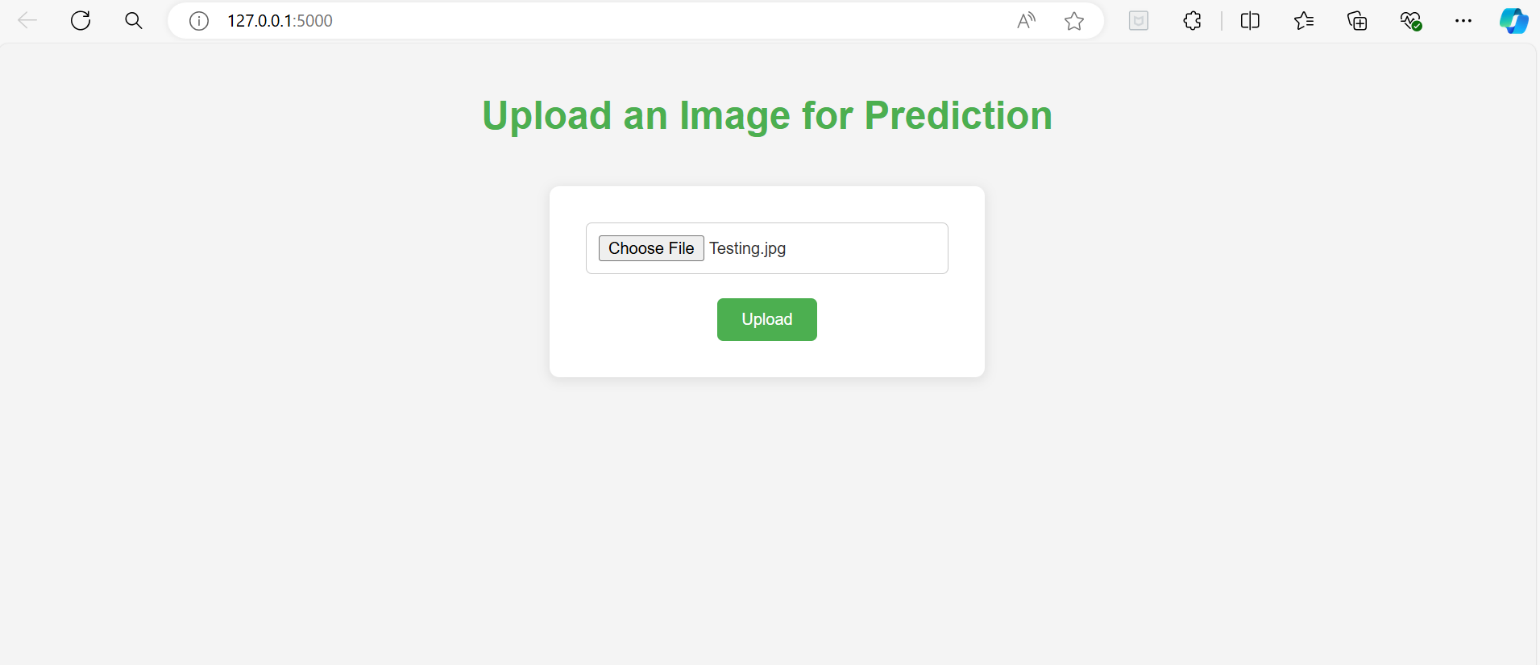 127.0.0.1:5000
Upload an Image for Prediction
Choose File Testing.jpg
Upload